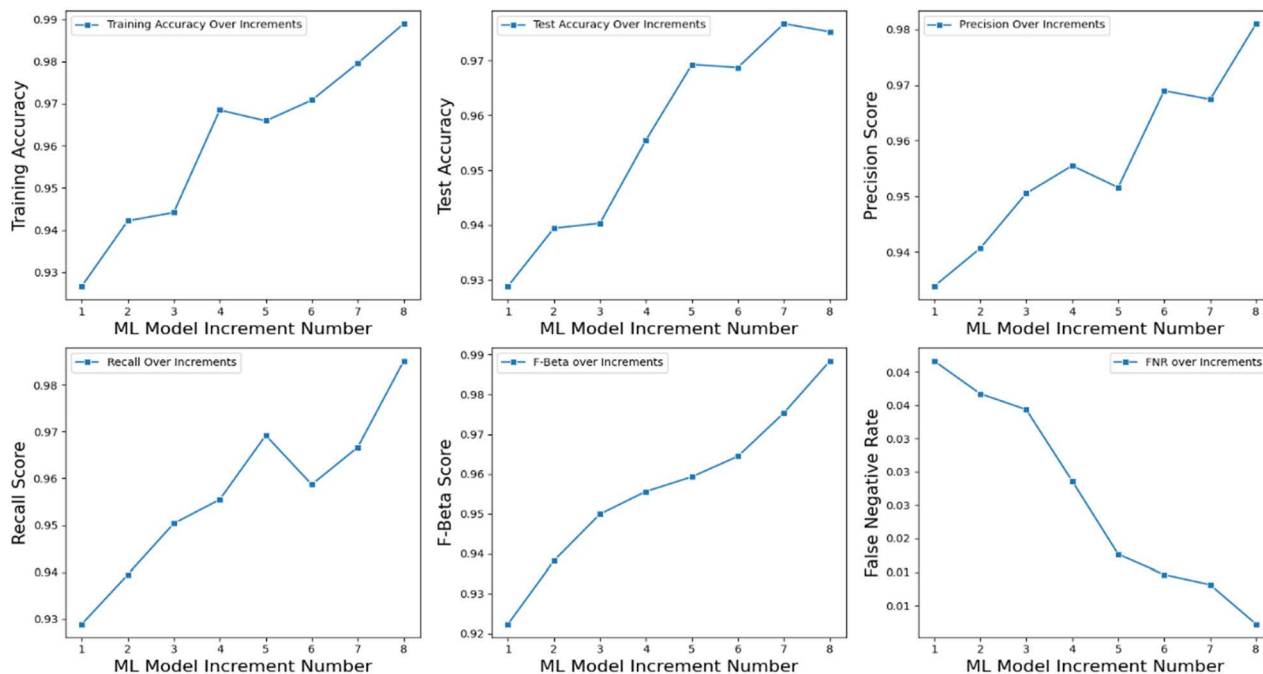 Training Accuracy Over Increments
Training Accuracy
0.99
0.98
0.97
0.96
0.95
0.94
0.93
1 2 3 4 5 6 7 8
ML Model Increment Number
Test Accuracy Over Increments
Test Accuracy
0.97
0.96
0.95
0.94
0.93
1 2 3 4 5 6 7 8
ML Model Increment Number
Precision Over Increments
Precision Score
0.98
0.97
0.96
0.95
0.94
1 2 3 4 5 6 7 8
ML Model Increment Number
Recall Over Increments
Recall Score
0.98
0.97
0.96
0.95
0.94
0.93
1 2 3 4 5 6 7 8
ML Model Increment Number
F-Beta over Increments
F-Beta Score
0.99
0.98
0.97
0.96
0.95
0.94
0.93
0.92
1 2 3 4 5 6 7 8
ML Model Increment Number
FNR over Increments
False Negative Rate
0.04
0.04
0.03
0.03
0.03
0.02
0.01
0.01
1 2 3 4 5 6 7 8
ML Model Increment Number